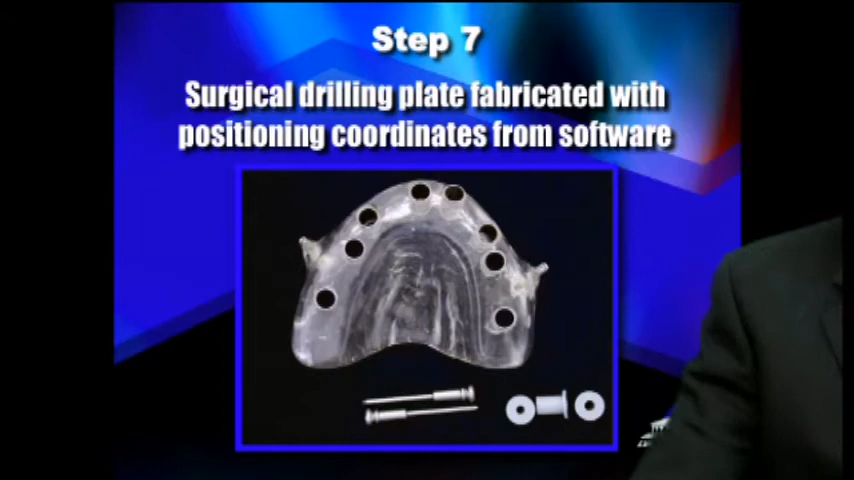 Step 7
Surgical drilling plate fabricated with
positioning coordinates from software